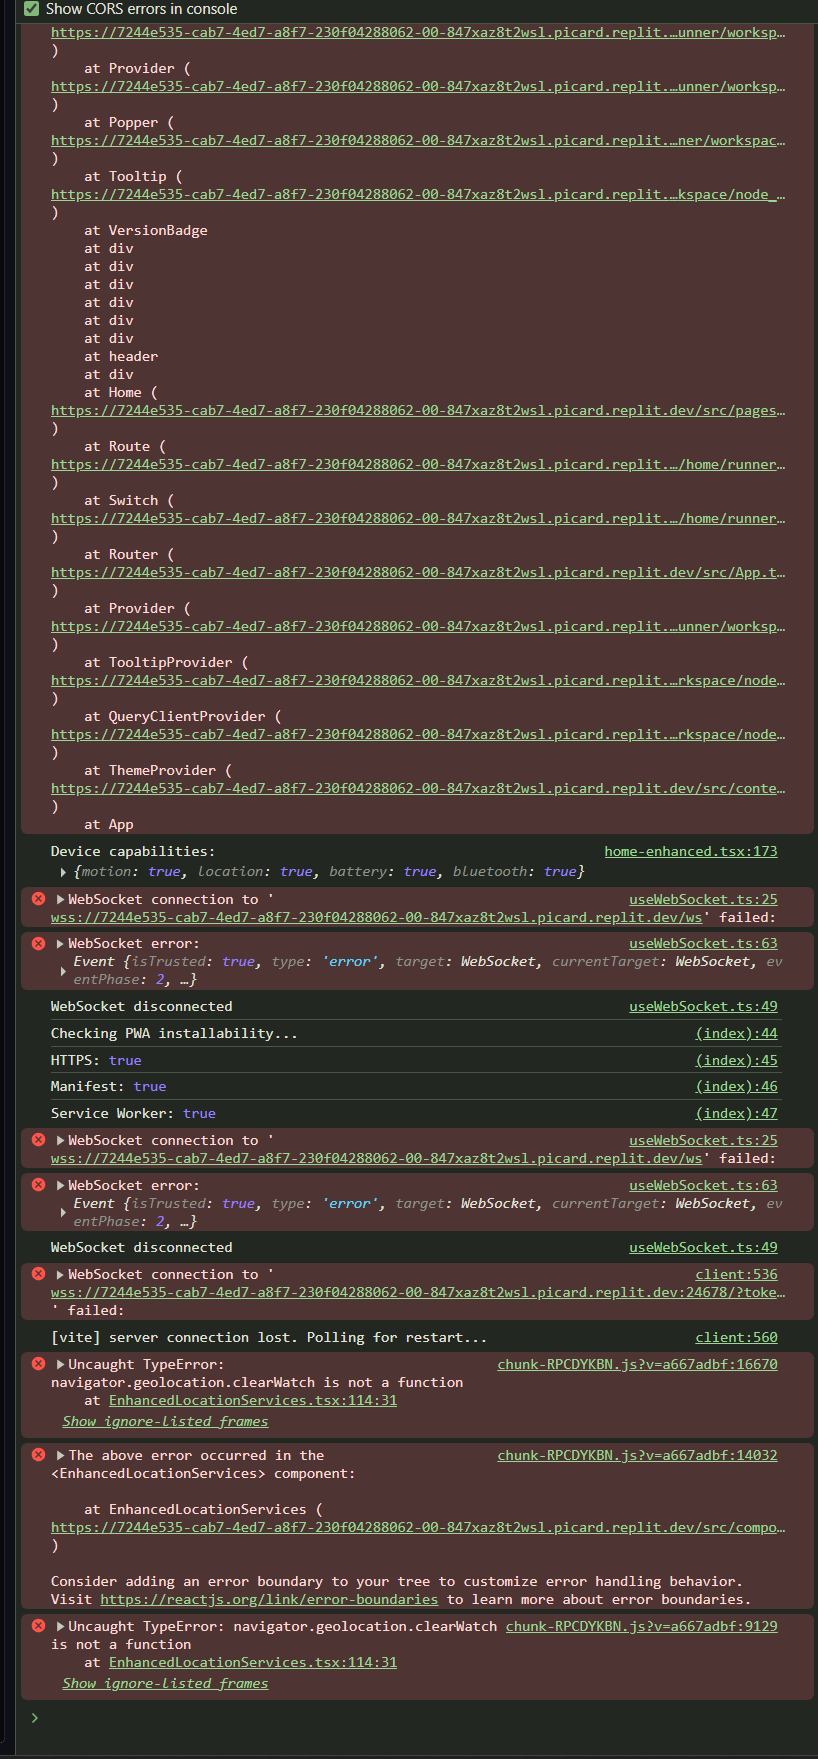 Show CORS errors in console
https://7244e535-cab7-4ed7-a8f7-230f04288062-00-847xaz8t2wsl.picard.replit.…unner/worksp…
)
at Provider (
https://7244e535-cab7-4ed7-a8f7-230f04288062-00-847xaz8t2wsl.picard.replit.…unner/worksp…
)
at Popper (
https://7244e535-cab7-4ed7-a8f7-230f04288062-00-847xaz8t2wsl.picard.replit.…ner/workspac…
)
at Tooltip (
https://7244e535-cab7-4ed7-a8f7-230f04288062-00-847xaz8t2wsl.picard.replit.…kspace/node_…
)
at VersionBadge
at div
at div
at div
at div
at div
at div
at header
at div
at Home (
https://7244e535-cab7-4ed7-a8f7-230f04288062-00-847xaz8t2wsl.picard.replit.dev/src/pages…
)
at Route (
https://7244e535-cab7-4ed7-a8f7-230f04288062-00-847xaz8t2wsl.picard.replit.…/home/runner…
)
at Switch (
https://7244e535-cab7-4ed7-a8f7-230f04288062-00-847xaz8t2wsl.picard.replit.…/home/runner…
)
at Router (
https://7244e535-cab7-4ed7-a8f7-230f04288062-00-847xaz8t2wsl.picard.replit.dev/src/App.t…
)
at Provider (
https://7244e535-cab7-4ed7-a8f7-230f04288062-00-847xaz8t2wsl.picard.replit.…unner/worksp…
)
at TooltipProvider (
https://7244e535-cab7-4ed7-a8f7-230f04288062-00-847xaz8t2wsl.picard.replit.…rkspace/node…
)
at QueryClientProvider (
https://7244e535-cab7-4ed7-a8f7-230f04288062-00-847xaz8t2wsl.picard.replit.…rkspace/node…
)
at ThemeProvider (
https://7244e535-cab7-4ed7-a8f7-230f04288062-00-847xaz8t2wsl.picard.replit.dev/src/conte…
)
at App
Device capabilities: home-enhanced.tsx:173
{motion: true, location: true, battery: true, bluetooth: true}
WebSocket connection to ' useWebSocket.ts:25
wss://7244e535-cab7-4ed7-a8f7-230f04288062-00-847xaz8t2wsl.picard.replit.dev/ws' failed:
WebSocket error: useWebSocket.ts:63
Event {isTrusted: true, type: 'error', target: WebSocket, currentTarget: WebSocket, ev
entPhase: 2, …}
WebSocket disconnected useWebSocket.ts:49
Checking PWA installability... (index):44
HTTPS: true (index):45
Manifest: true (index):46
Service Worker: true (index):47
WebSocket connection to ' useWebSocket.ts:25
wss://7244e535-cab7-4ed7-a8f7-230f04288062-00-847xaz8t2wsl.picard.replit.dev/ws' failed:
WebSocket error: useWebSocket.ts:63
Event {isTrusted: true, type: 'error', target: WebSocket, currentTarget: WebSocket, ev
entPhase: 2, …}
WebSocket disconnected useWebSocket.ts:49
WebSocket connection to ' client:536
wss://7244e535-cab7-4ed7-a8f7-230f04288062-00-847xaz8t2wsl.picard.replit.dev:24678/?toke…
' failed:
[vite] server connection lost. Polling for restart... client:560
Uncaught TypeError: chunk-RPCDYKBN.js?v=a667adbf:16670
navigator.geolocation.clearWatch is not a function
at EnhancedLocationServices.tsx:114:31
Show ignore-listed frames
The above error occurred in the chunk-RPCDYKBN.js?v=a667adbf:14032
<EnhancedLocationServices> component:
at EnhancedLocationServices (
https://7244e535-cab7-4ed7-a8f7-230f04288062-00-847xaz8t2wsl.picard.replit.dev/src/compo…
)
Consider adding an error boundary to your tree to customize error handling behavior.
Visit https://reactjs.org/link/error-boundaries to learn more about error boundaries.
Uncaught TypeError: navigator.geolocation.clearWatch chunk-RPCDYKBN.js?v=a667adbf:9129
is not a function
at EnhancedLocationServices.tsx:114:31
Show ignore-listed frames